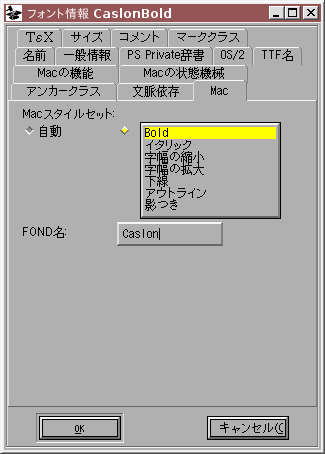 フォント情報 CaslonBold
TεX サイズ コメント マーククラス
名前 一般情報 PS Private辞書 OS/2 TTF名
Macの機能 Macの状態機械
アンカークラス 文脈依存 Mac
Macスタイルセット:
自動
Bold
イタリック
字幅の縮小
字幅の拡大
下線
アウトライン
影つき
FOND名: Caslon
OK キャンセル(C